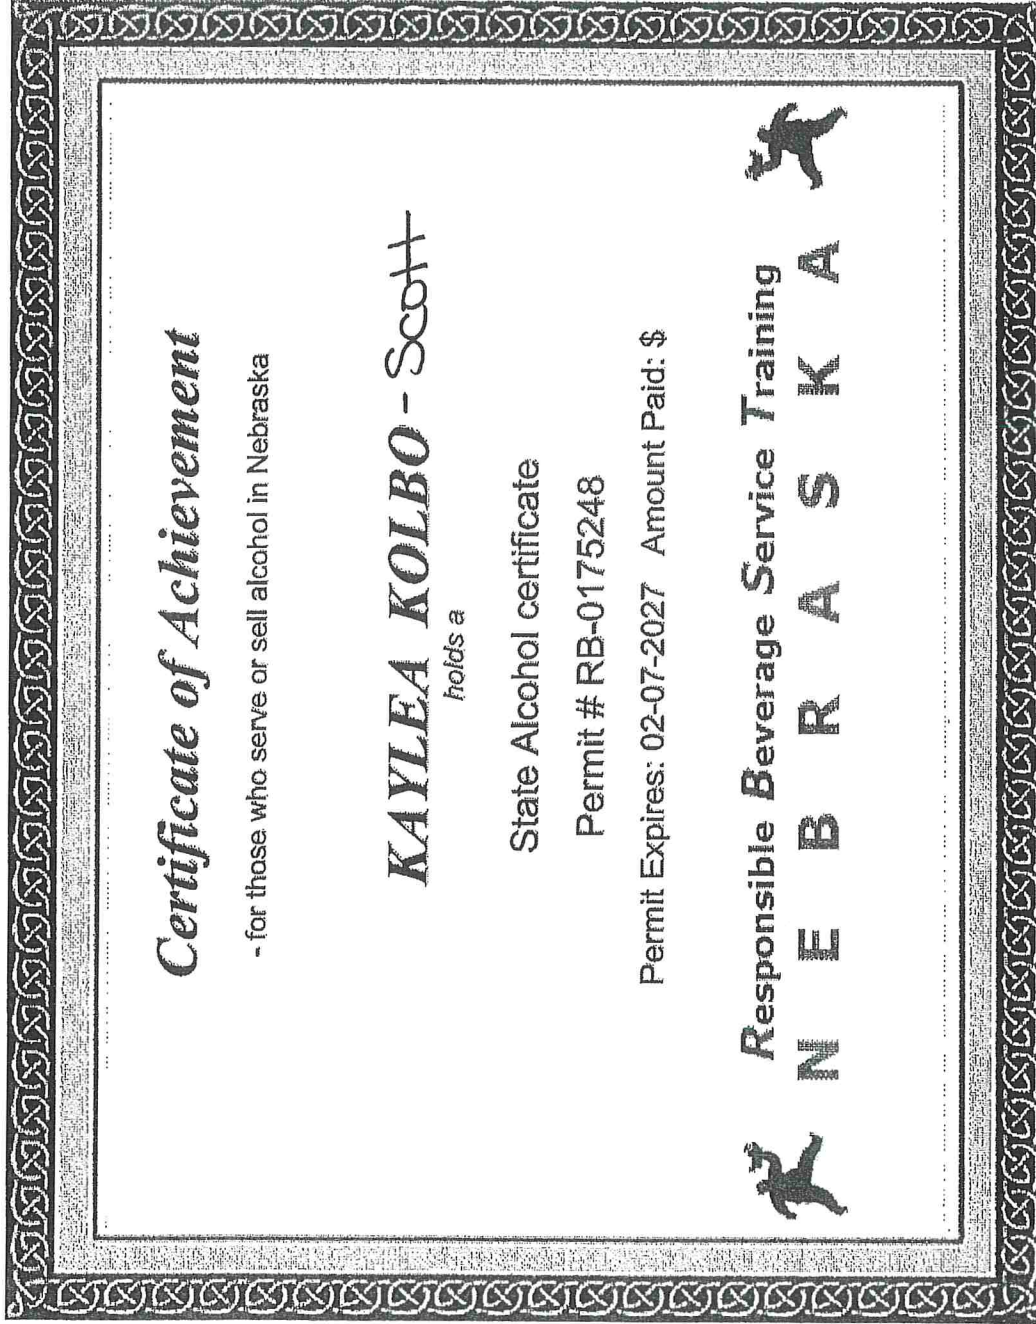 Certificate of Achievement
- for those who serve or sell alcohol in Nebraska
KAYLEA KOLBO - Scott
holds a
State Alcohol certificate
Permit # RB-0175248
Permit Expires: 02-07-2027 Amount Paid: $
Responsible Beverage Service Training
N E B R A S K A